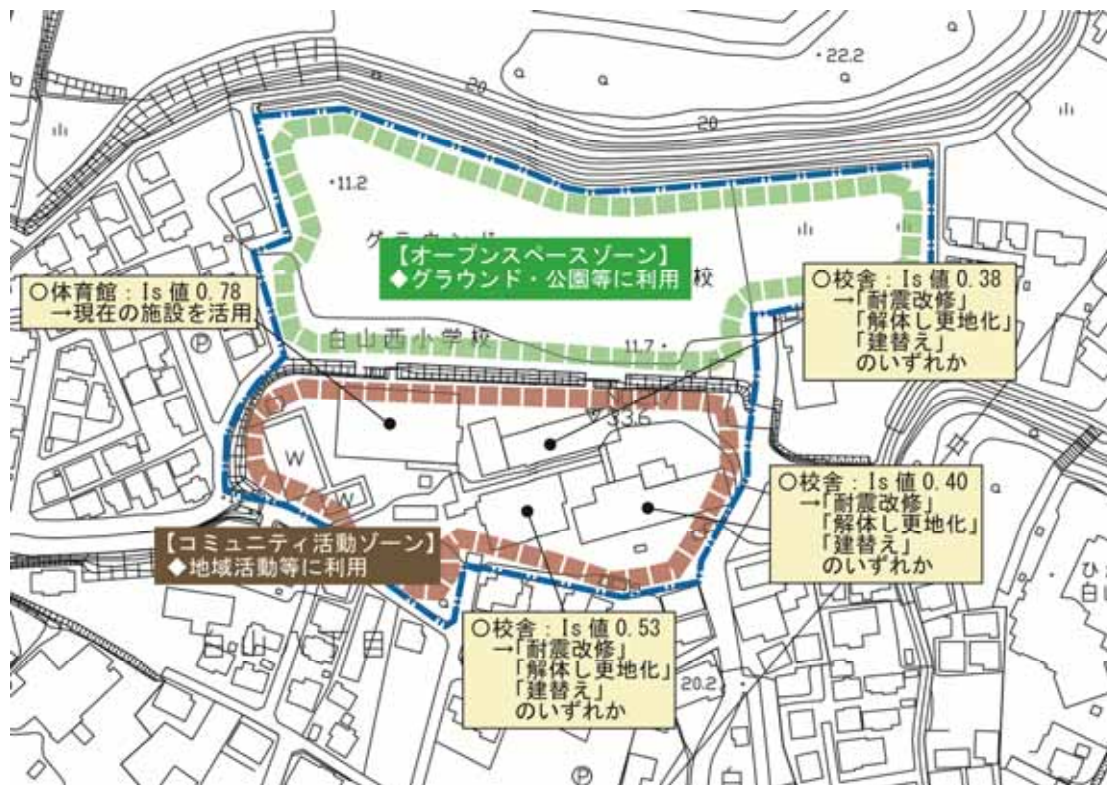 ・22.2
20
20
・11.2
グラウンド
【オープンスペースゾーン】
◆グラウンド・公園等に利用
校
○体育館：Is 値 0.78
→現在の施設を活用
○校舎：Is 値 0.38
→「耐震改修」
「解体し更地化」
「建替え」
のいずれか
白山西小学校
11.7・
33.6
W
W
○校舎：Is 値 0.40
→「耐震改修」
「解体し更地化」
「建替え」
のいずれか
【コミュニティ活動ゾーン】
◆地域活動等に利用
○校舎：Is 値 0.53
→「耐震改修」
「解体し更地化」
「建替え」
のいずれか
20.2
P
P